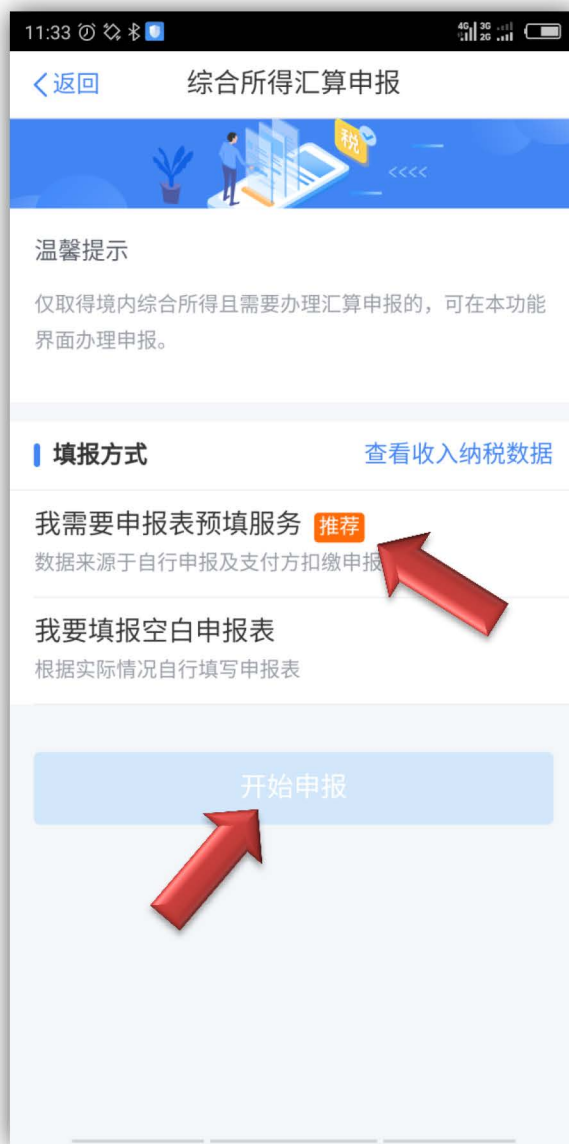 11:33
4G 3G 2G
返回
综合所得汇算申报
税
<<<<
温馨提示
仅取得境内综合所得且需要办理汇算申报的，可在本功能
界面办理申报。
填报方式
查看收入纳税数据
我需要申报表预填服务 推荐
数据来源于自行申报及支付方扣缴申报
我要填报空白申报表
根据实际情况自行填写申报表
开始申报